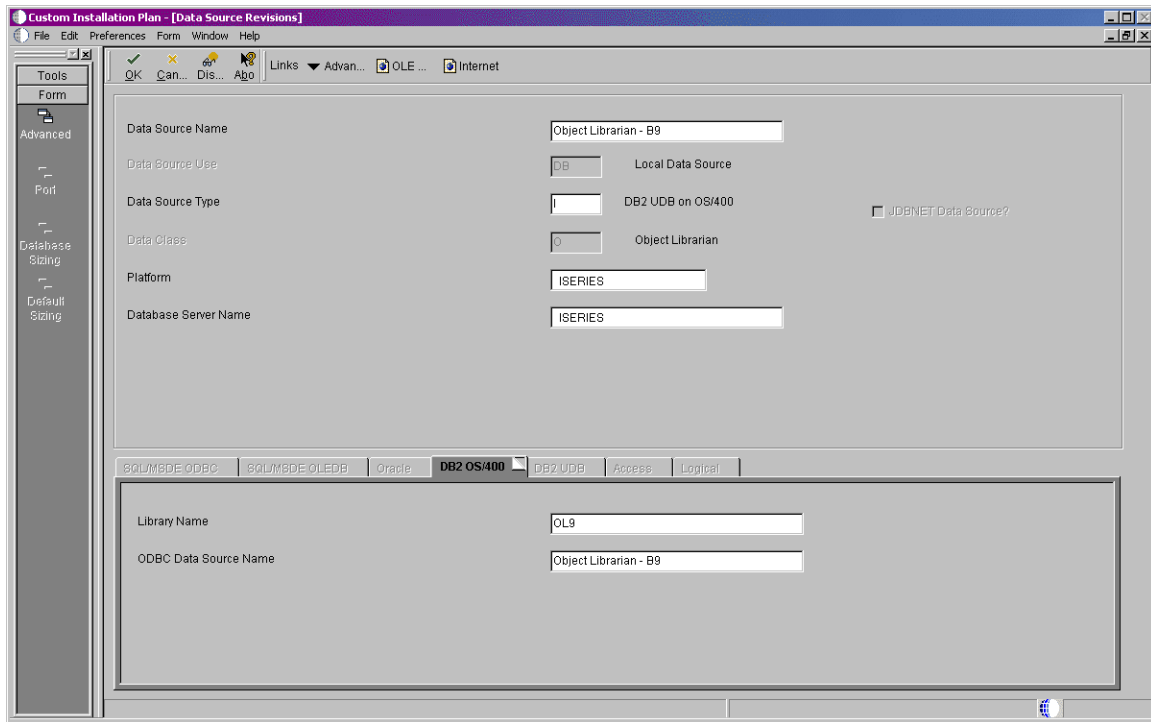 Custom Installation Plan - [Data Source Revisions]
File Edit Preferences Form Window Help
OK Can... Dis... Abo Links Advan... OLE ... Internet
Tools
Form
Advanced
Port
Database
Sizing
Default
Sizing
Data Source Name Object Librarian - B9
Data Source Use DB Local Data Source
Data Source Type I DB2 UDB on OS/400
JDBNET Data Source?
Data Class O Object Librarian
Platform ISERIES
Database Server Name ISERIES
SQL/MSDE ODBC SQL/MSDE OLEDB Oracle DB2 OS/400 DB2 UDB Access Logical
Library Name OL9
ODBC Data Source Name Object Librarian - B9